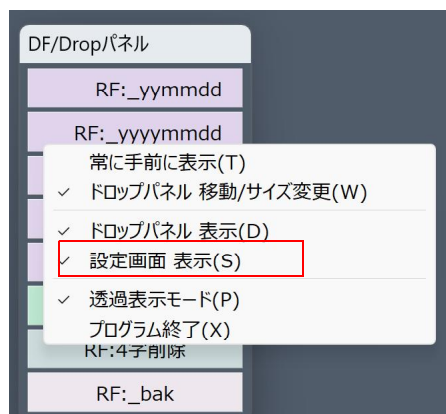 DF/Dropパネル
RF:_yymmdd
RF:_yyyymmdd
常に手前に表示(T)
✓ ドロップパネル 移動/サイズ変更(W)
✓ ドロップパネル 表示(D)
✓ 設定画面 表示(S)
✓ 透過表示モード(P)
プログラム終了(X)
RF:4字削除
RF:_bak